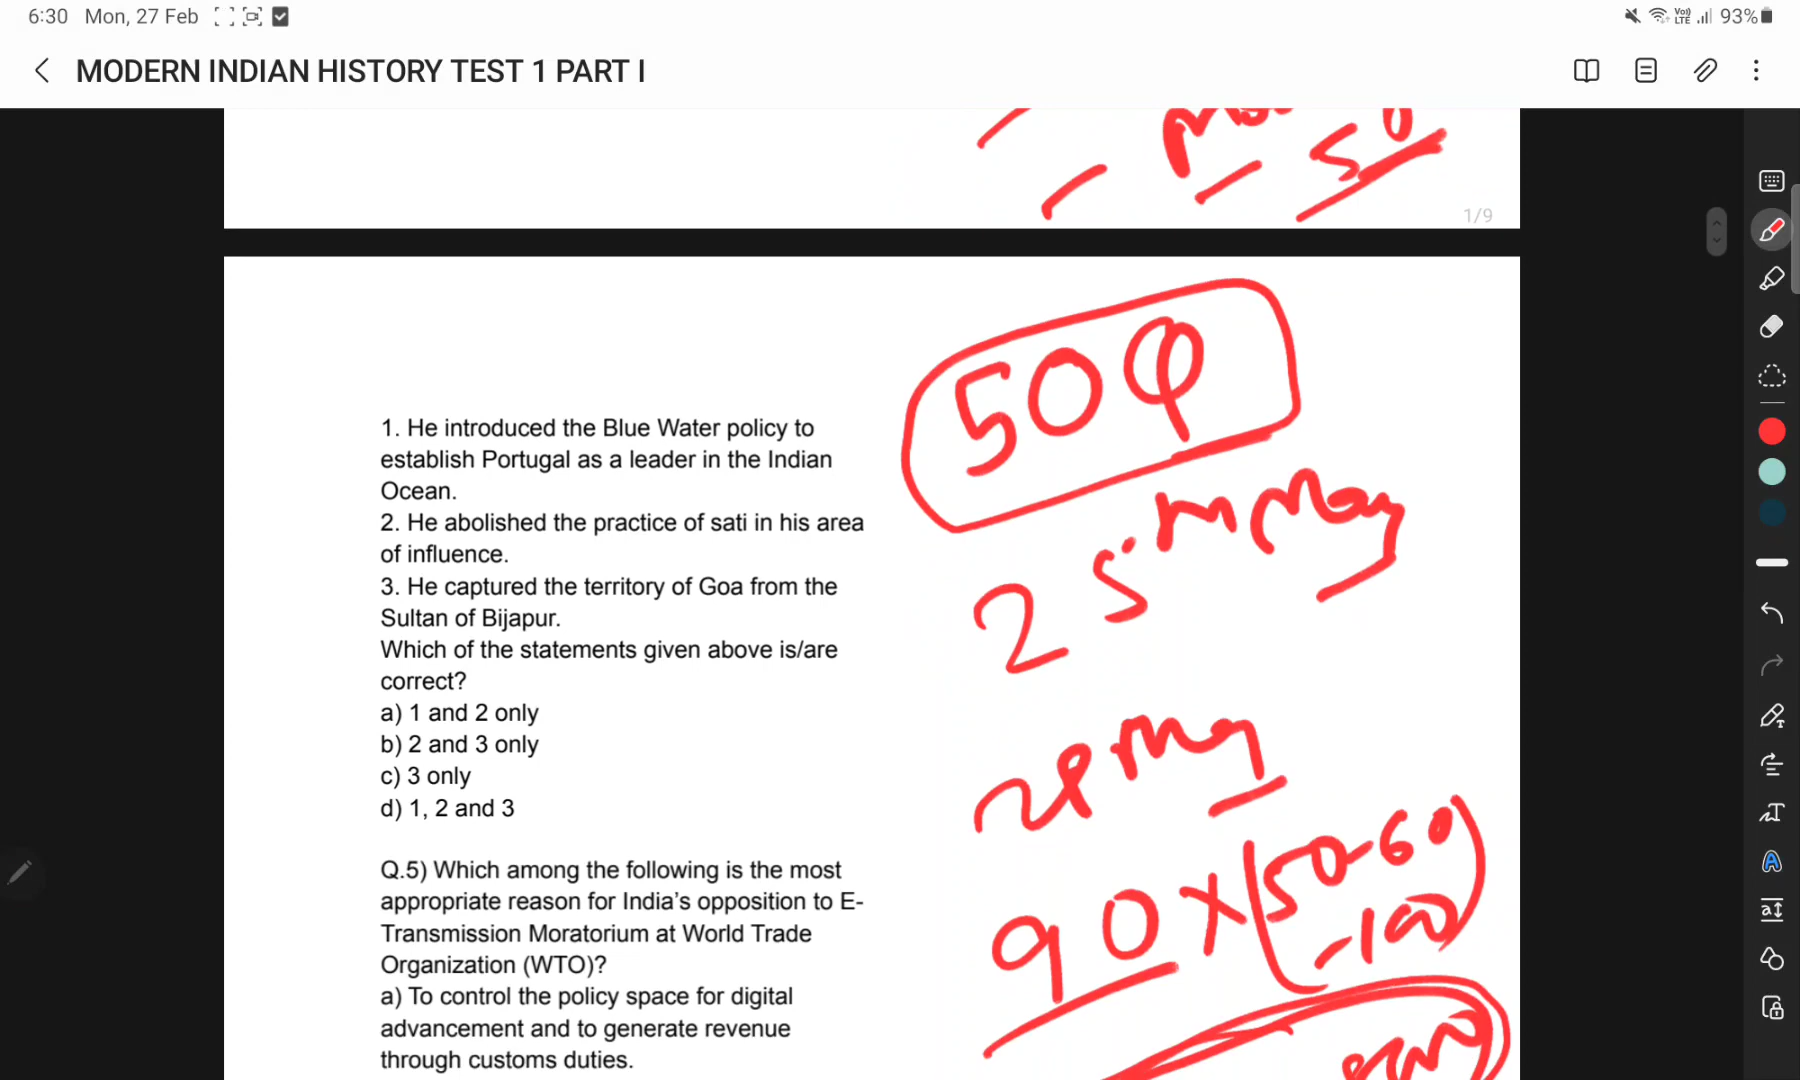 6:30 Mon, 27 Feb
Vo) LTE 93%
MODERN INDIAN HISTORY TEST 1 PART I
50
1/9
50Q
1. He introduced the Blue Water policy to
establish Portugal as a leader in the Indian
Ocean.
2. He abolished the practice of sati in his area
of influence.
3. He captured the territory of Goa from the
Sultan of Bijapur.
Which of the statements given above is/are
correct?
a) 1 and 2 only
b) 2 and 3 only
c) 3 only
d) 1, 2 and 3
25 May
28 May
90 x (50-60
-100)
Q.5) Which among the following is the most
appropriate reason for India's opposition to E-
Transmission Moratorium at World Trade
Organization (WTO)?
a) To control the policy space for digital
advancement and to generate revenue
through customs duties.